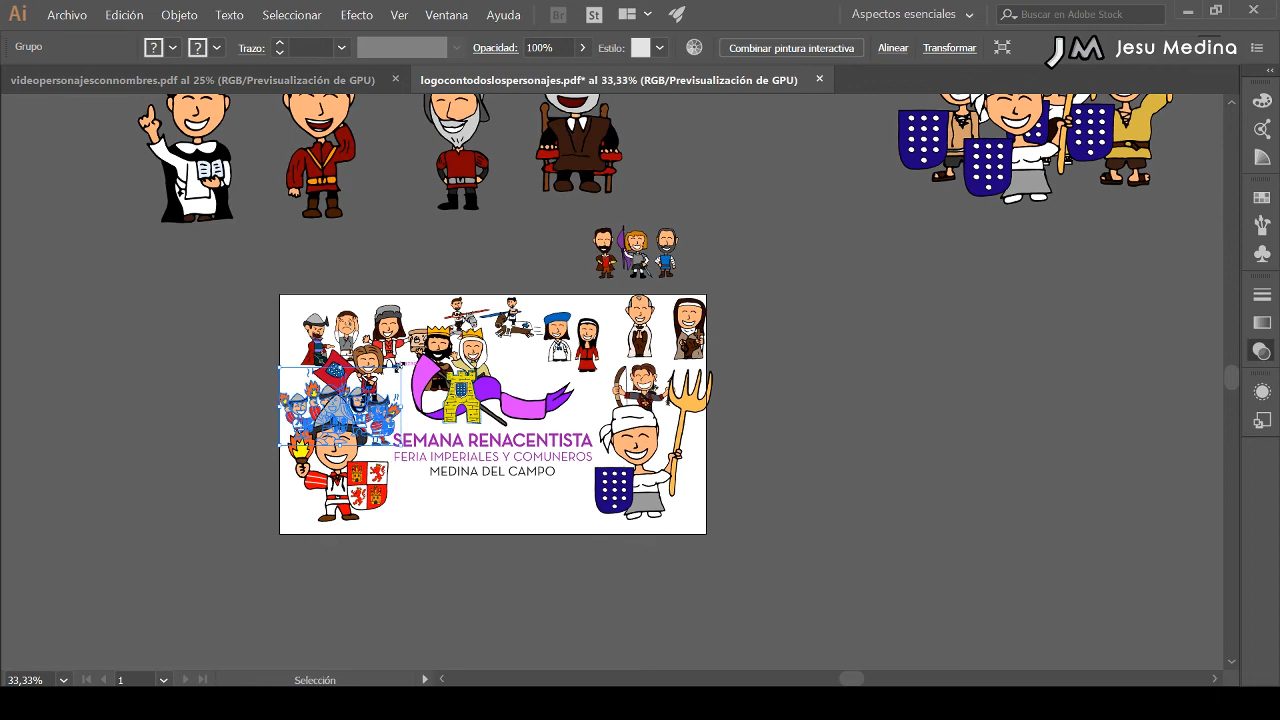 Ai
Archivo Edición Objeto Texto Seleccionar Efecto Ver Ventana Ayuda Br St Aspectos esenciales Buscar en Adobe Stock
Grupo ? ? Trazo: Opacidad: 100% Estilo: Combinar pintura interactiva Alinear Transformar JM Jesu Medina
videopersonajesconnombres.pdf al 25% (RGB/Previsualización de GPU) × logocontodoslospersonajes.pdf* al 33,33% (RGB/Previsualización de GPU) ×
SEMANA RENACENTISTA
FERIA IMPERIALES Y COMUNEROS
MEDINA DEL CAMPO
33,33% 1 Selección